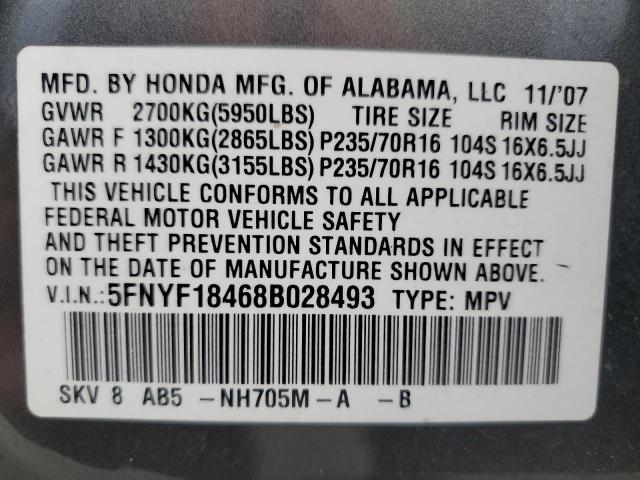 MFD. BY HONDA MFG. OF ALABAMA, LLC 11/'07
GVWR 2700KG(5950LBS) TIRE SIZE RIM SIZE
GAWR F 1300KG(2865LBS) P235/70R16 104S 16X6.5JJ
GAWR R 1430KG(3155LBS) P235/70R16 104S 16X6.5JJ
THIS VEHICLE CONFORMS TO ALL APPLICABLE
FEDERAL MOTOR VEHICLE SAFETY
AND THEFT PREVENTION STANDARDS IN EFFECT
ON THE DATE OF MANUFACTURE SHOWN ABOVE.
V.I.N.:5FNYF18468B028493 TYPE: MPV
SKV 8 AB5 -NH705M-A -B